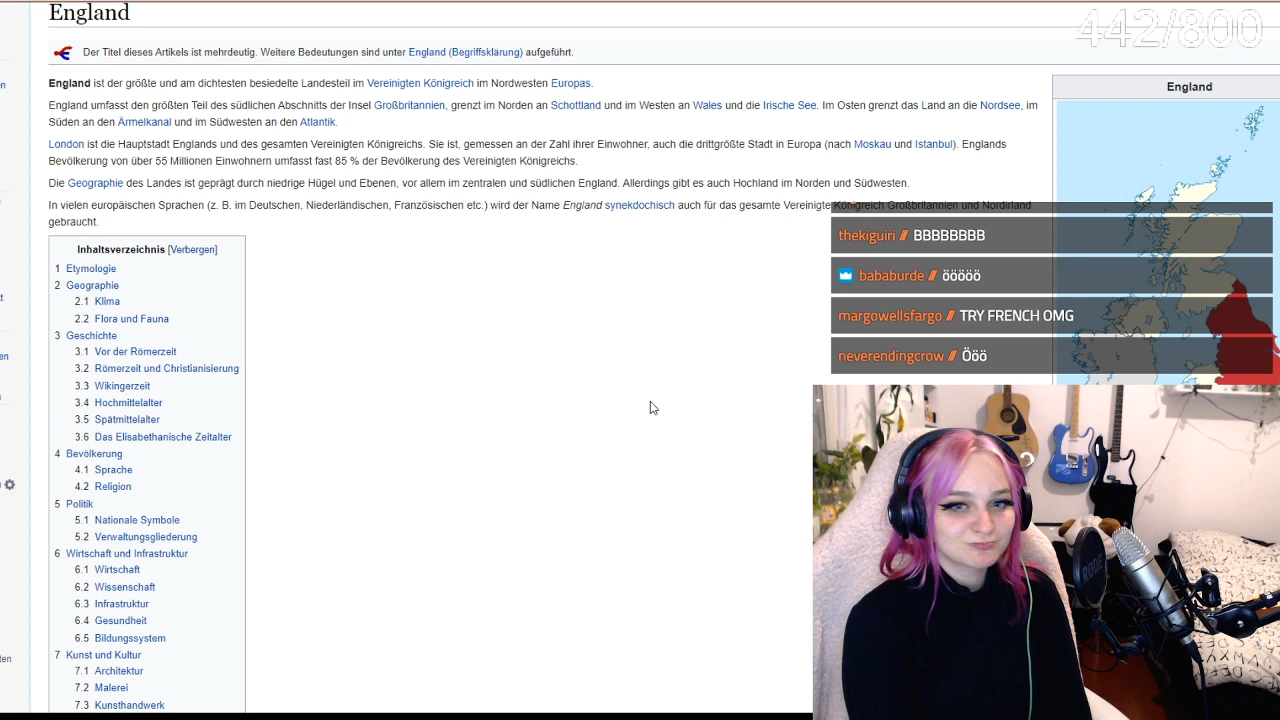 England
442/800
Der Titel dieses Artikels ist mehrdeutig. Weitere Bedeutungen sind unter England (Begriffsklärung) aufgeführt.
England ist der größte und am dichtesten besiedelte Landesteil im Vereinigten Königreich im Nordwesten Europas.
England umfasst den größten Teil des südlichen Abschnitts der Insel Großbritannien, grenzt im Norden an Schottland und im Westen an Wales und die Irische See. Im Osten grenzt das Land an die Nordsee, im
Süden an den Ärmelkanal und im Südwesten an den Atlantik.
London ist die Hauptstadt Englands und des gesamten Vereinigten Königreichs. Sie ist, gemessen an der Zahl ihrer Einwohner, auch die drittgrößte Stadt in Europa (nach Moskau und Istanbul). Englands
Bevölkerung von über 55 Millionen Einwohnern umfasst fast 85 % der Bevölkerung des Vereinigten Königreichs.
Die Geographie des Landes ist geprägt durch niedrige Hügel und Ebenen, vor allem im zentralen und südlichen England. Allerdings gibt es auch Hochland im Norden und Südwesten.
In vielen europäischen Sprachen (z. B. im Deutschen, Niederländischen, Französischen etc.) wird der Name England synekdochisch auch für das gesamte Vereinigte Königreich Großbritannien und Nordirland
gebraucht.
Inhaltsverzeichnis [Verbergen]
1 Etymologie
2 Geographie
2.1 Klima
2.2 Flora und Fauna
3 Geschichte
3.1 Vor der Römerzeit
3.2 Römerzeit und Christianisierung
3.3 Wikingerzeit
3.4 Hochmittelalter
3.5 Spätmittelalter
3.6 Das Elisabethanische Zeitalter
4 Bevölkerung
4.1 Sprache
4.2 Religion
5 Politik
5.1 Nationale Symbole
5.2 Verwaltungsgliederung
6 Wirtschaft und Infrastruktur
6.1 Wirtschaft
6.2 Wissenschaft
6.3 Infrastruktur
6.4 Gesundheit
6.5 Bildungssystem
7 Kunst und Kultur
7.1 Architektur
7.2 Malerei
7.3 Kunsthandwerk
England
thekiguiri // BBBBBBBB
bababurde // ööööö
margowellsfargo // TRY FRENCH OMG
neverendingcrow // Ööö
RODE